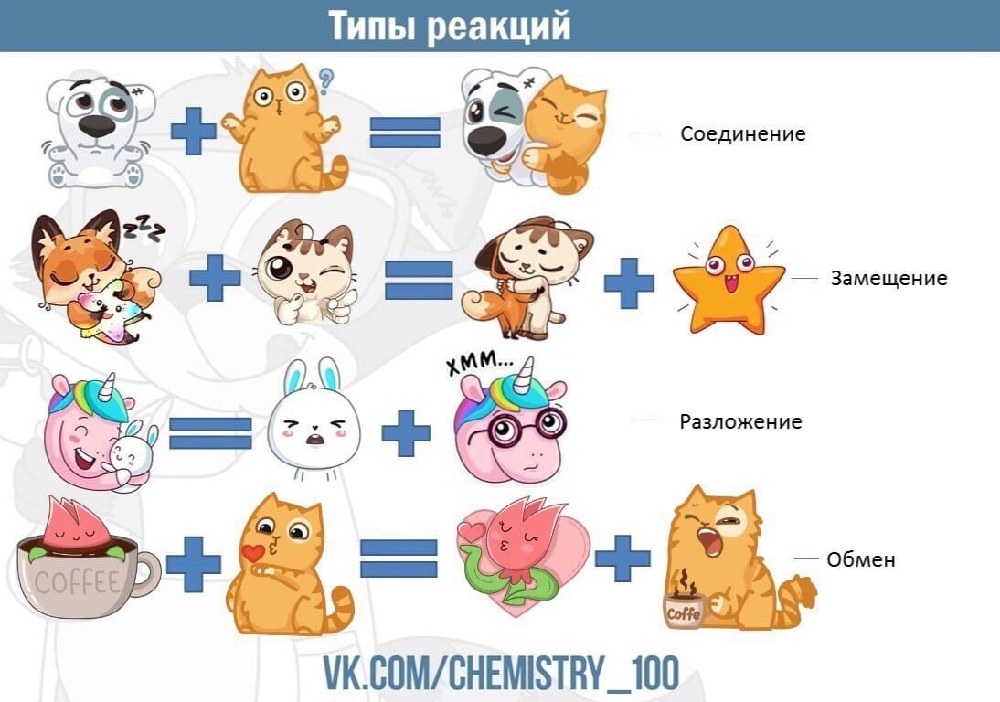 Типы реакций
?
Соединение
zzz
Замещение
ХММ...
Разложение
COFFEE
Coffe
Обмен
VK.COM/CHEMISTRY_100